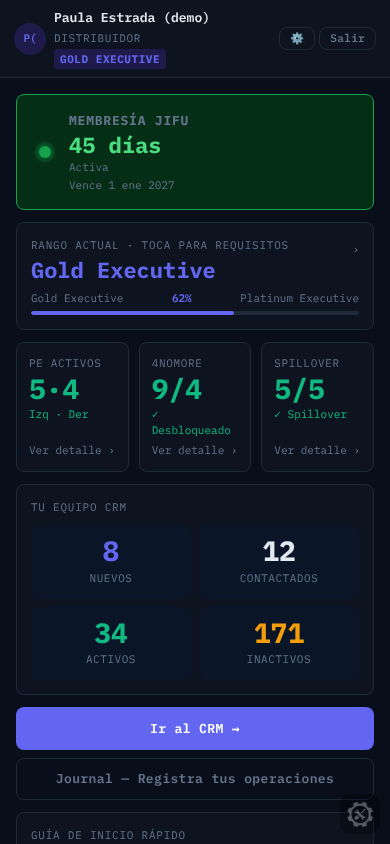 Paula Estrada (demo)
P(
DISTRIBUIDOR
GOLD EXECUTIVE
Salir
MEMBRESÍA JIFU
45 días
Activa
Vence 1 ene 2027
RANGO ACTUAL · TOCA PARA REQUISITOS ›
Gold Executive
Gold Executive 62% Platinum Executive
PE ACTIVOS
5·4
Izq · Der
Ver detalle ›
4NOMORE
9/4
✓
Desbloqueado
Ver detalle ›
SPILLOVER
5/5
✓ Spillover
Ver detalle ›
TU EQUIPO CRM
8
NUEVOS
12
CONTACTADOS
34
ACTIVOS
171
INACTIVOS
Ir al CRM →
Journal — Registra tus operaciones
GUÍA DE INICIO RÁPIDO